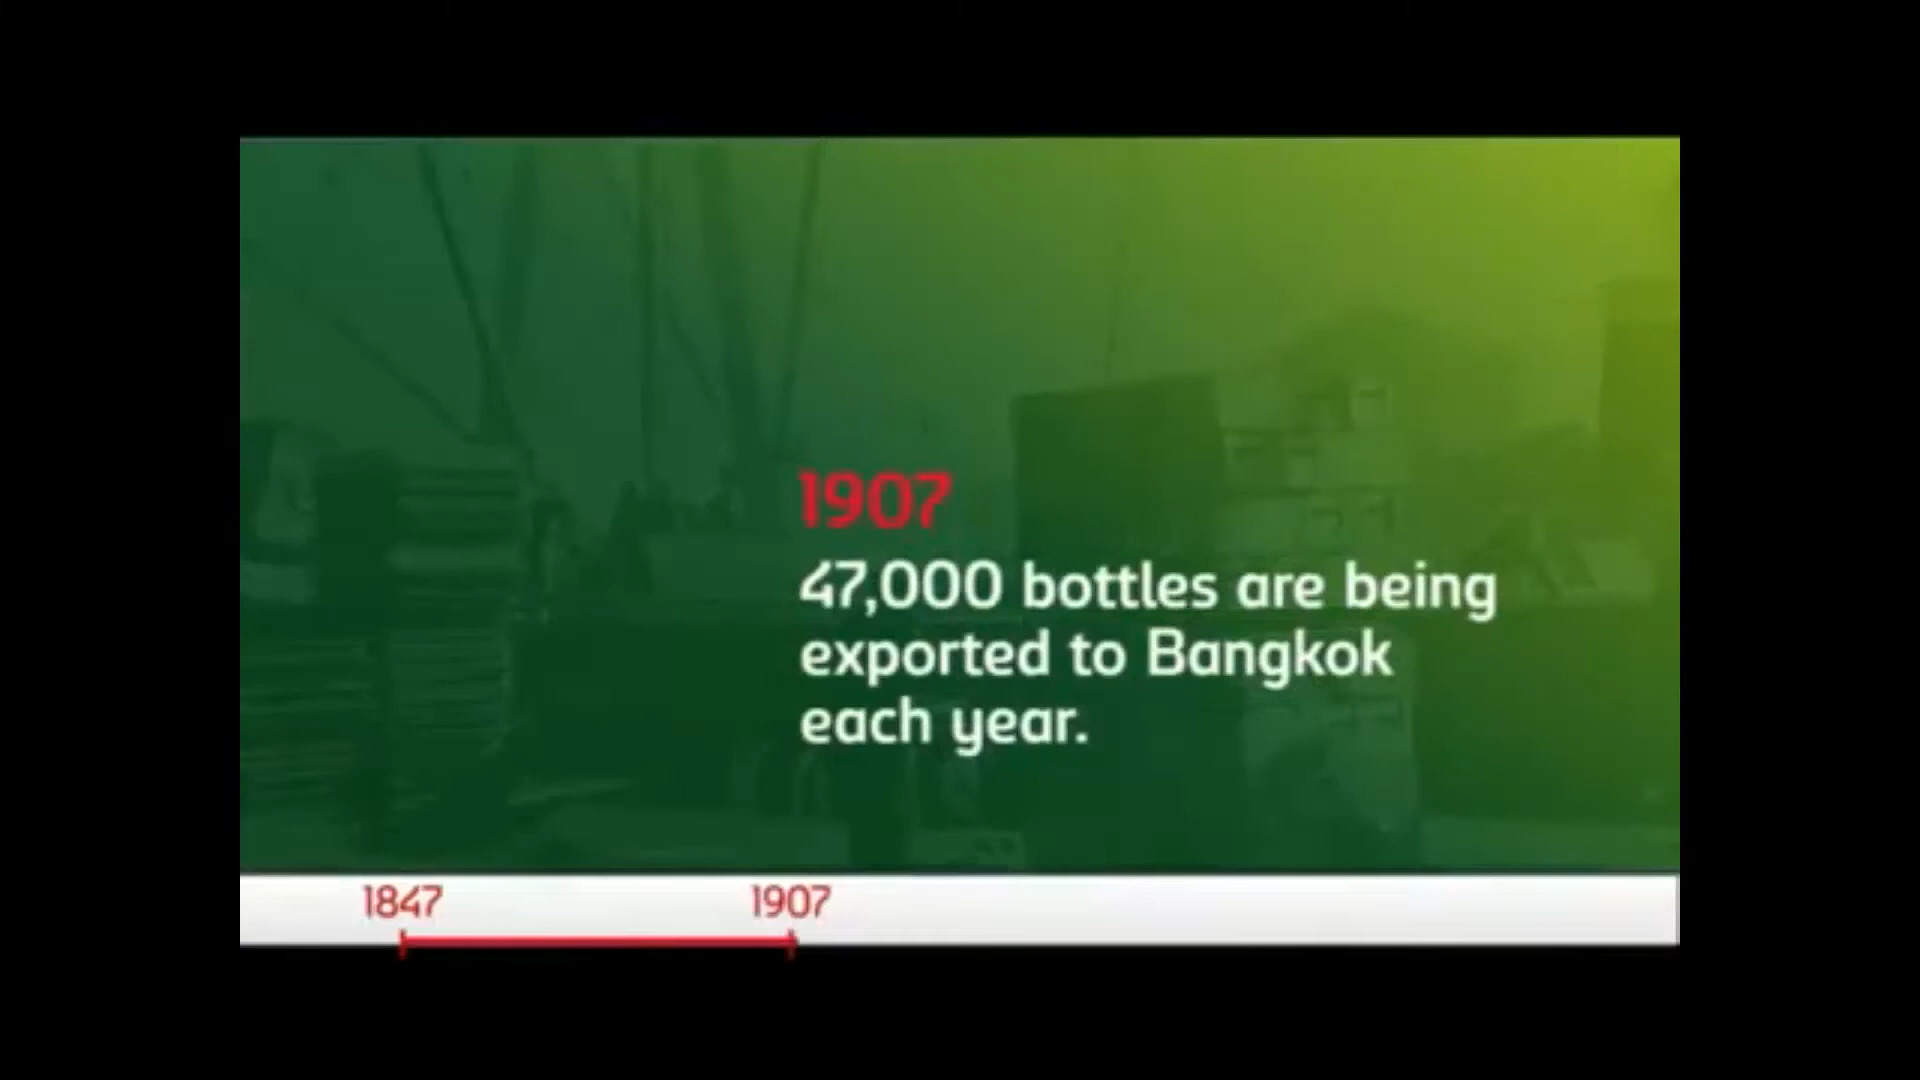 1907
47,000 bottles are being
exported to Bangkok
each year.
1847 1907